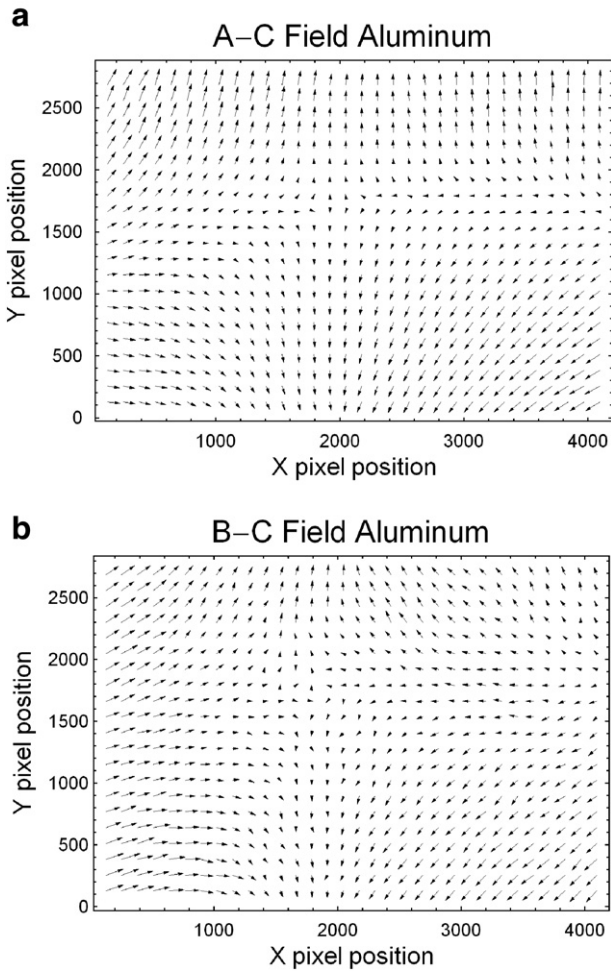 a
A–C Field Aluminum
2500
2000
1500
1000
500
0
Y pixel position
1000 2000 3000 4000
X pixel position
b
B–C Field Aluminum
2500
2000
1500
1000
500
0
Y pixel position
1000 2000 3000 4000
X pixel position